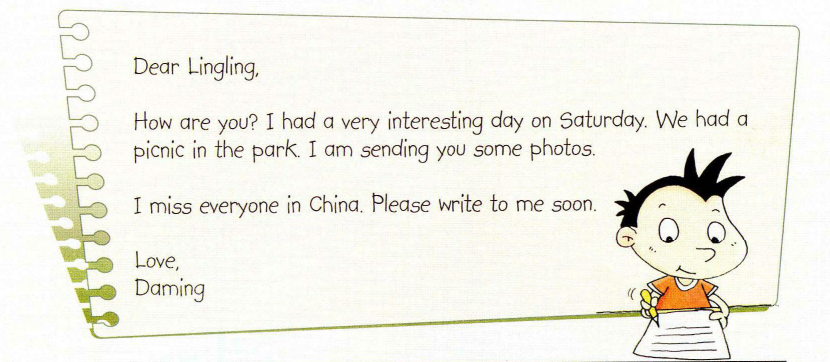 Dear Lingling,
How are you? I had a very interesting day on Saturday. We had a
picnic in the park. I am sending you some photos.
I miss everyone in China. Please write to me soon.
Love,
Daming